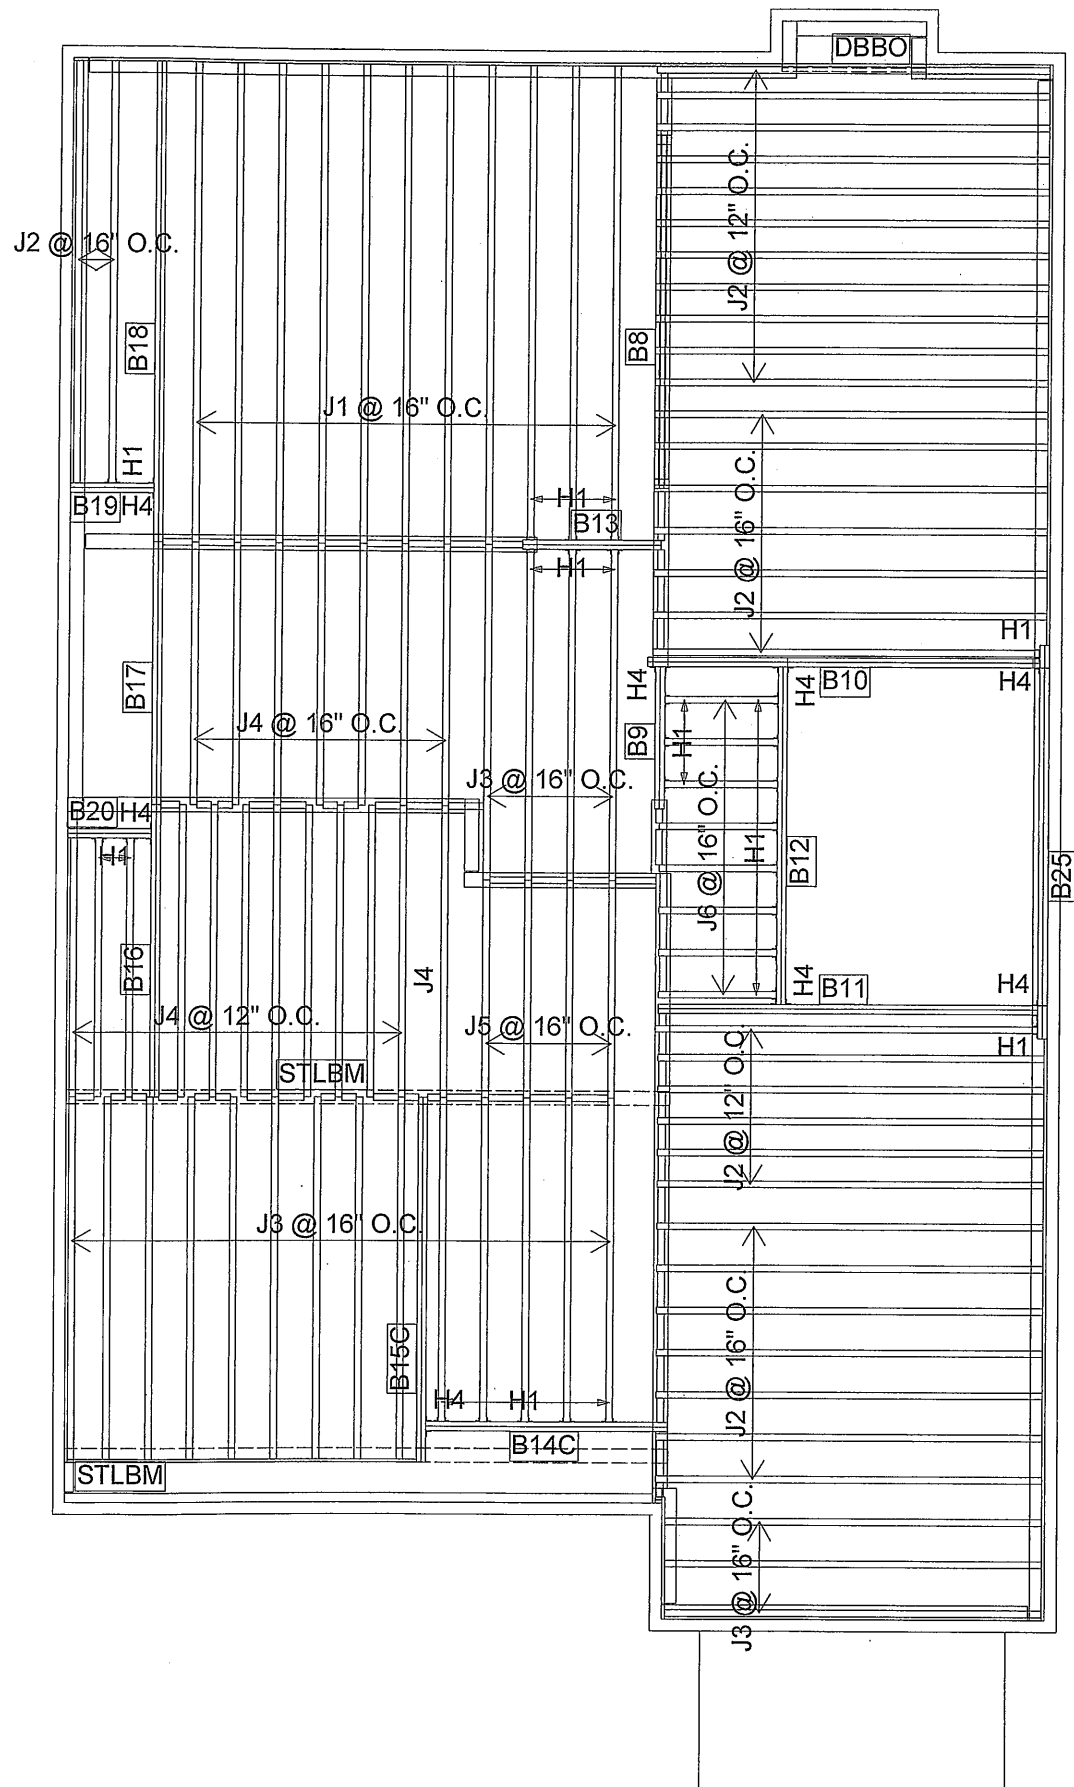 DBBO
J2 @ 12" O.C.
J2 @ 16" O.C.
B18
B8
J1 @ 16" O.C.
H1
B19 H4
H1
B13
H1
J2 @ 16" O.C.
H1
H4
B10
H4
H4
B17
B9
J4 @ 16" O.C.
H1
J3 @ 16" O.C.
B20 H4
H1
J6 @ 16" O.C.
H1
B12
B25
B16
J4
H4
B11
H4
J4 @ 12" O.C.
J5 @ 16" O.C.
H1
STLBM
J2 @ 12" O.C.
J3 @ 16" O.C.
B15C
J2 @ 16" O.C.
H4
H1
B14C
STLBM
J3 @ 16" O.C.